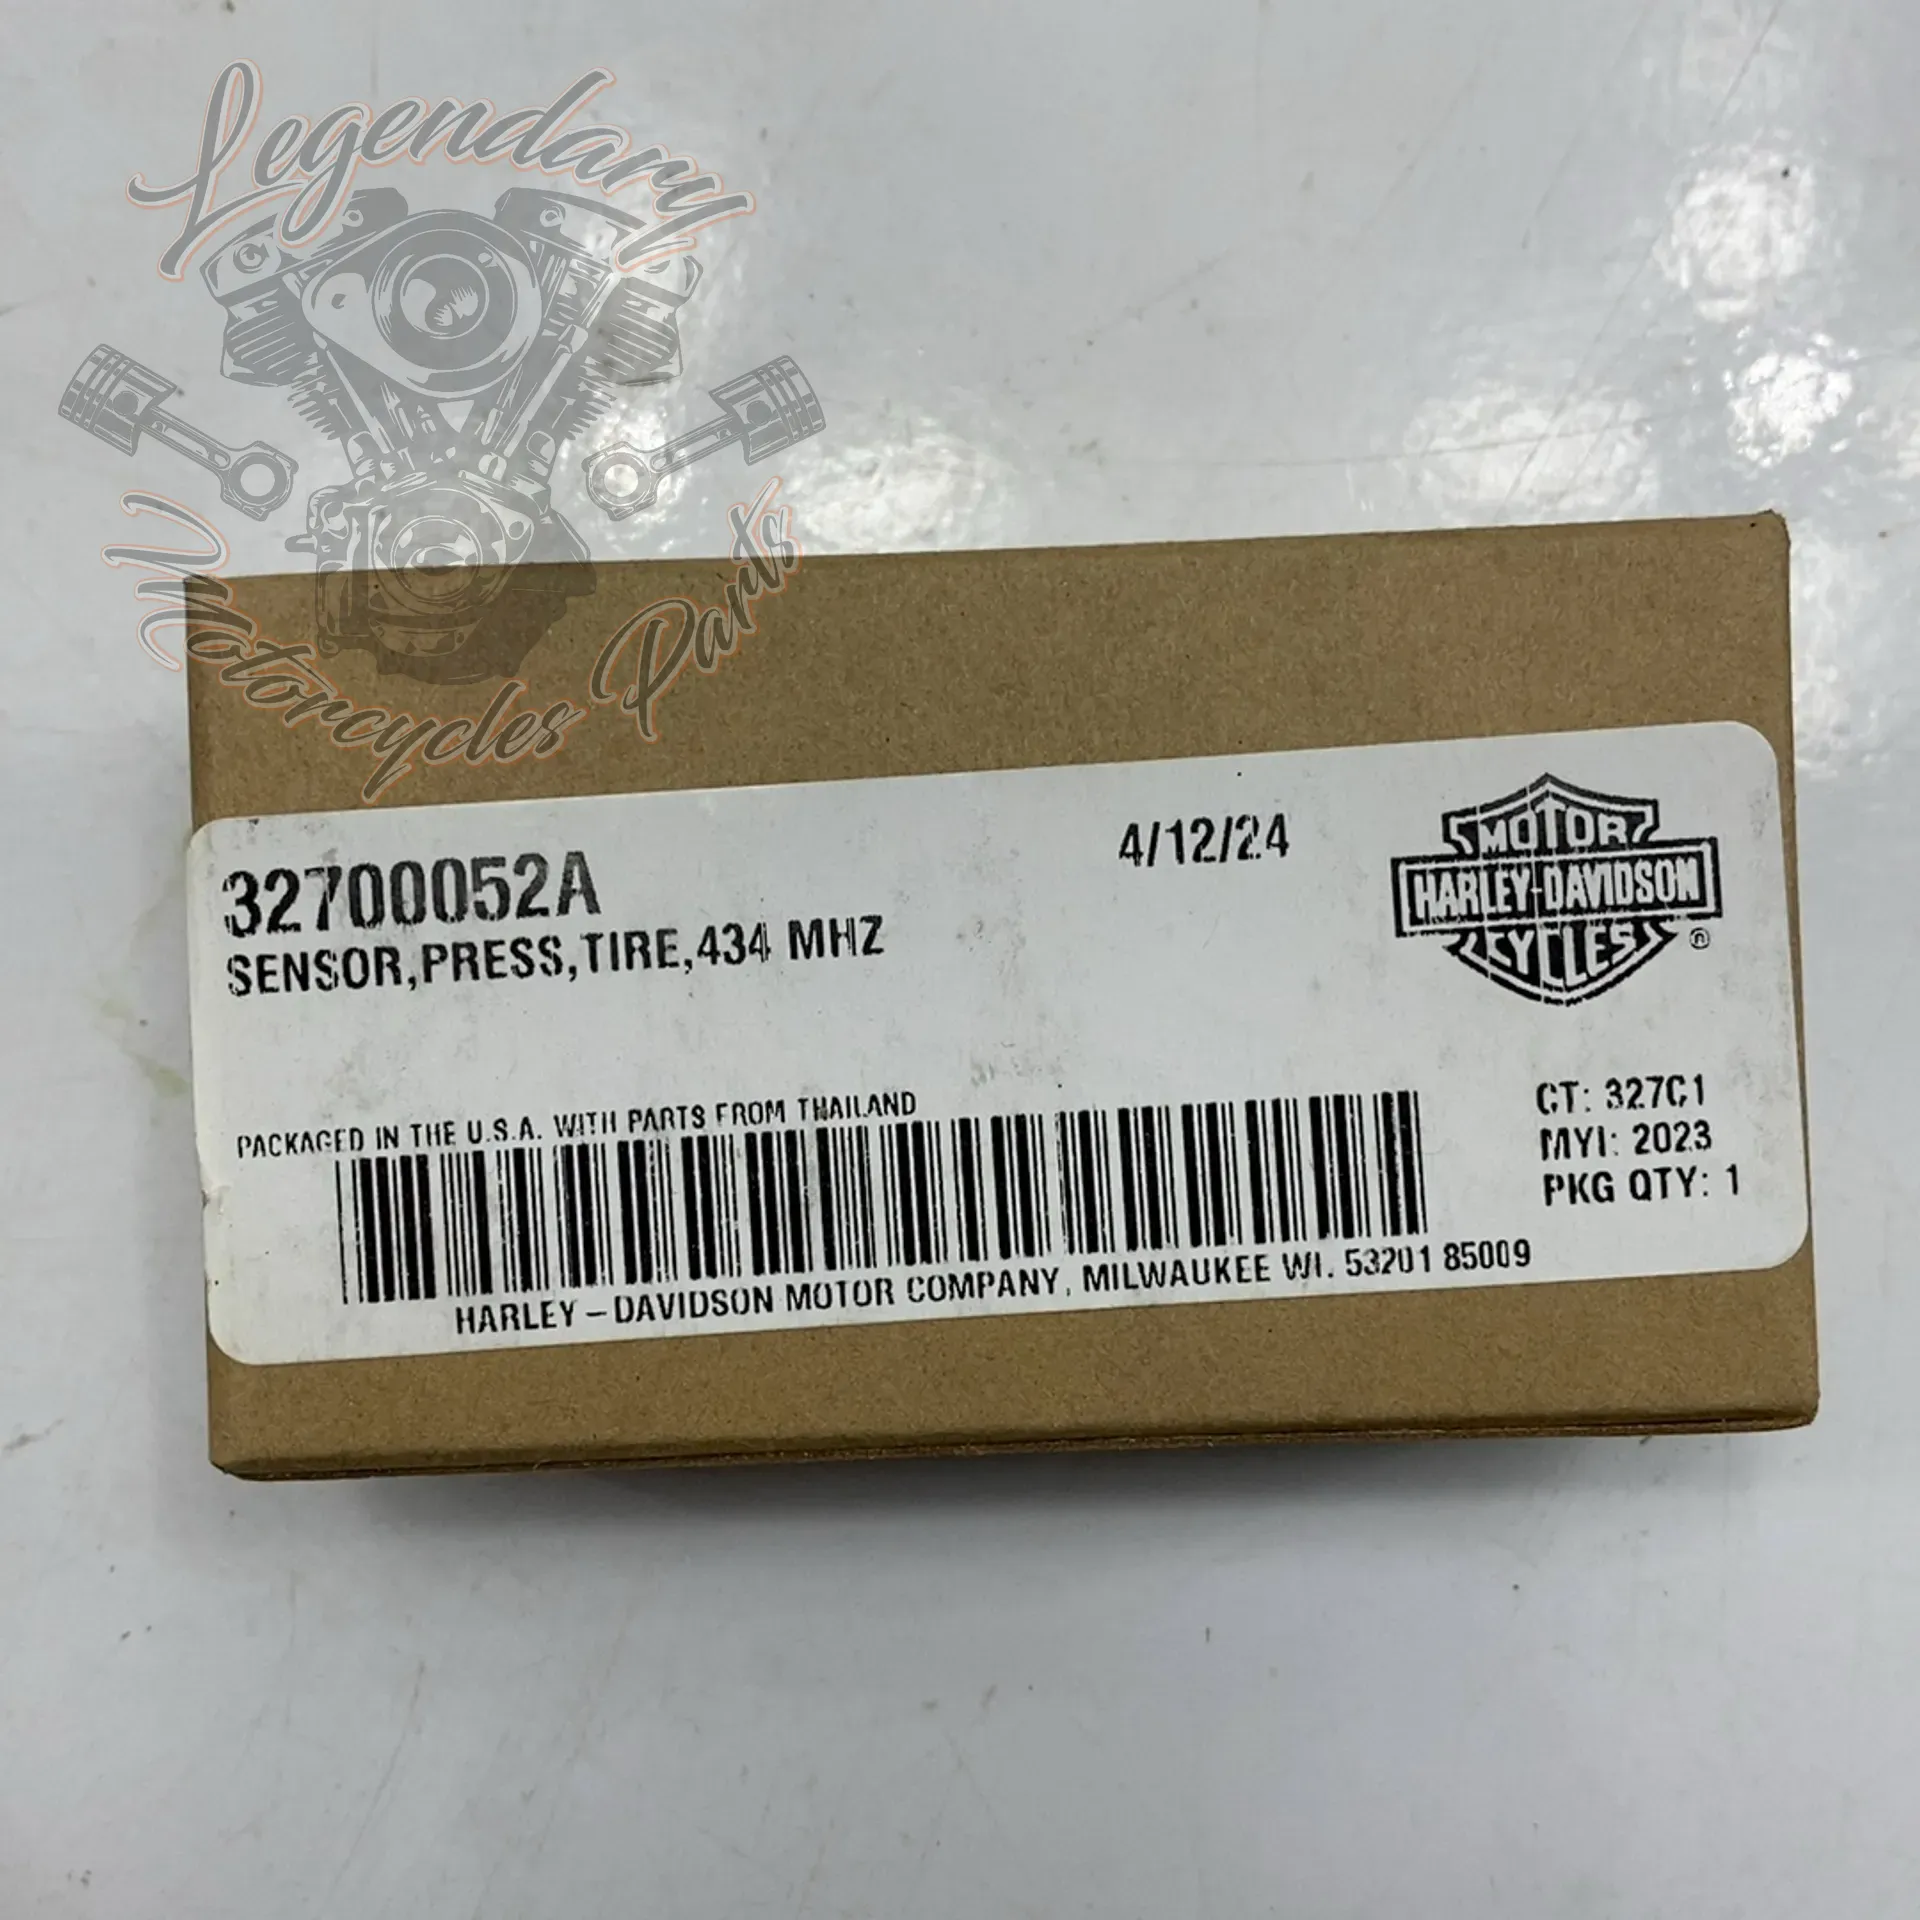 Legendary
Motorcycles Parts
32700052A
4/12/24
SENSOR,PRESS,TIRE,434 MHZ
MOTOR
HARLEY-DAVIDSON
CYCLES
®
PACKAGED IN THE U.S.A. WITH PARTS FROM THAILAND
CT: 327C1
MYI: 2023
PKG QTY: 1
HARLEY-DAVIDSON MOTOR COMPANY, MILWAUKEE WI. 53201 85009